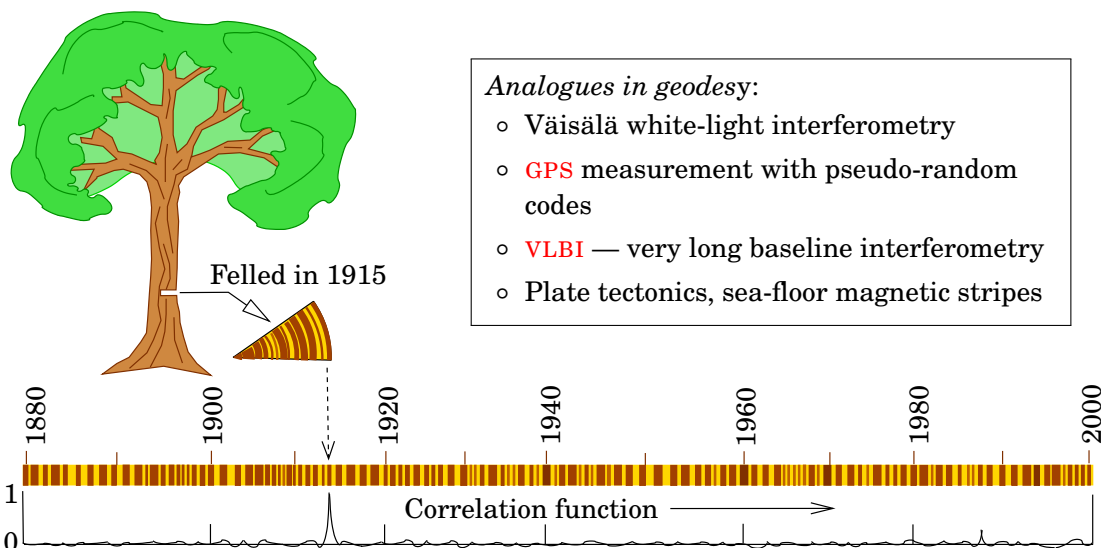 Analogues in geodesy:
∘ Väisälä white-light interferometry
∘ GPS measurement with pseudo-random
codes
∘ VLBI — very long baseline interferometry
∘ Plate tectonics, sea-floor magnetic stripes
Felled in 1915
1880
1900
1920
1940
1960
1980
2000
1
Correlation function
0